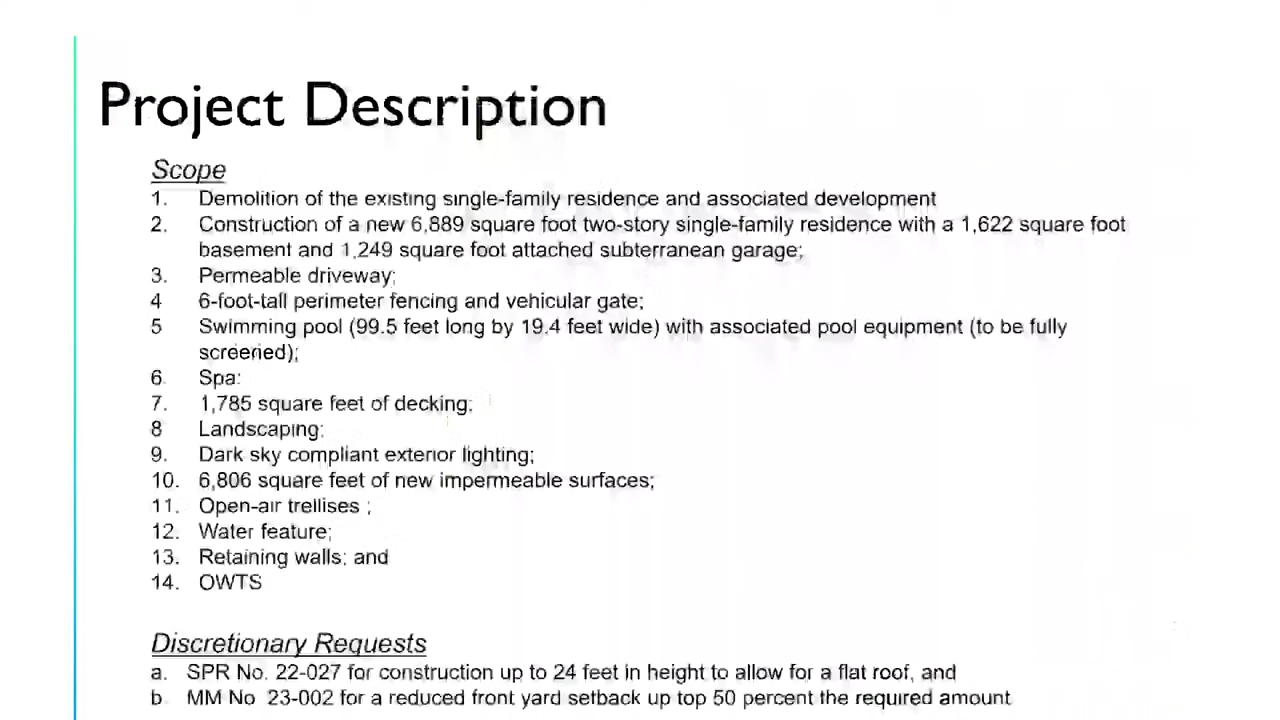 Project Description
Scope
1. Demolition of the existing single-family residence and associated development
2. Construction of a new 6,889 square foot two-story single-family residence with a 1,622 square foot
basement and 1,249 square foot attached subterranean garage;
3. Permeable driveway;
4 6-foot-tall perimeter fencing and vehicular gate;
5 Swimming pool (99.5 feet long by 19.4 feet wide) with associated pool equipment (to be fully
screened);
6. Spa:
7. 1,785 square feet of decking;
8 Landscaping;
9. Dark sky compliant exterior lighting;
10. 6,806 square feet of new impermeable surfaces;
11. Open-air trellises ;
12. Water feature;
13. Retaining walls; and
14. OWTS
Discretionary Requests
a. SPR No. 22-027 for construction up to 24 feet in height to allow for a flat roof, and
b. MM No 23-002 for a reduced front yard setback up top 50 percent the required amount